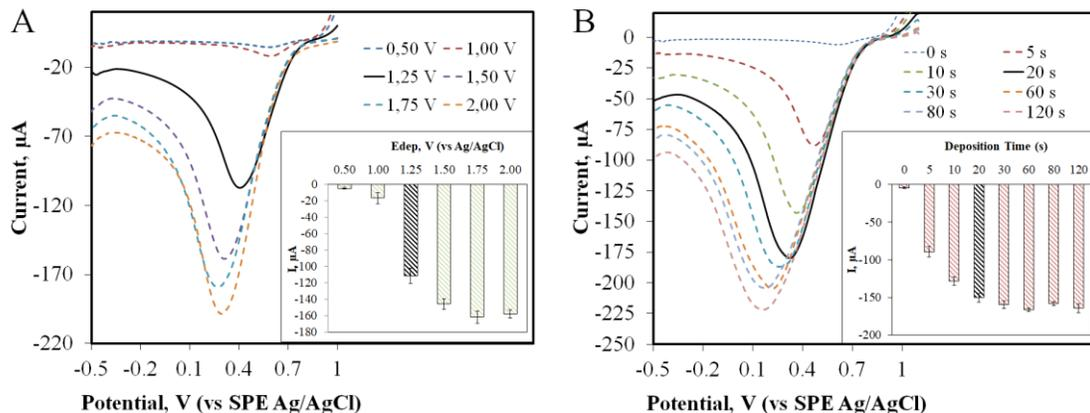 A
Current, µA
-20
-70
-120
-170
-220
0,50 V 1,00 V
1,25 V 1,50 V
1,75 V 2,00 V
Edep, V (vs Ag/AgCl)
0.50 1.00 1.25 1.50 1.75 2.00
I, µA
0
-20
-40
-60
-80
-100
-120
-140
-160
-180
-0.5 -0.2 0.1 0.4 0.7 1
Potential, V (vs SPE Ag/AgCl)
B
Current, µA
0
-25
-50
-75
-100
-125
-150
-175
-200
-225
-250
0 s 5 s
10 s 20 s
30 s 60 s
80 s 120 s
Deposition Time (s)
0 5 10 20 30 60 80 120
I, µA
0
-50
-100
-150
-200
-0.5 -0.2 0.1 0.4 0.7 1
Potential, V (vs SPE Ag/AgCl)